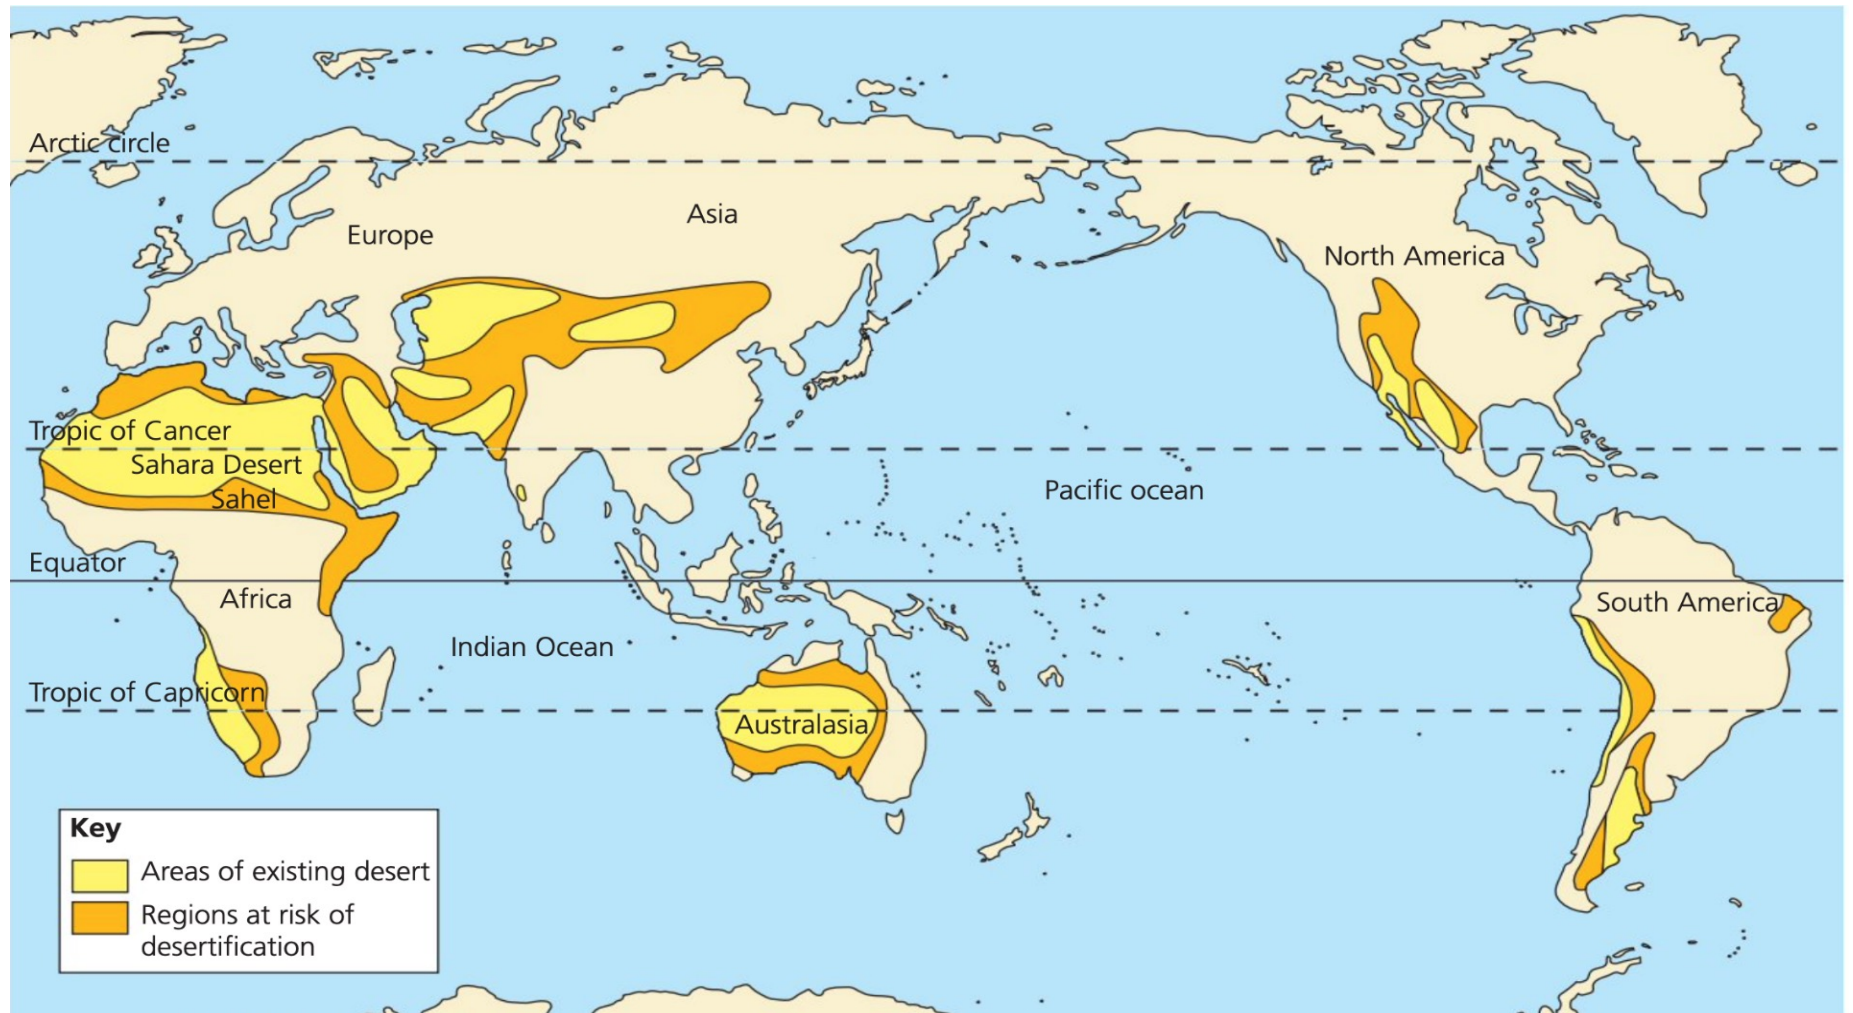 Arctic circle
Asia
Europe
North America
Tropic of Cancer
Sahara Desert
Sahel
Pacific ocean
Equator
Africa
South America
Indian Ocean
Tropic of Capricorn
Australasia
Key
Areas of existing desert
Regions at risk of
desertification